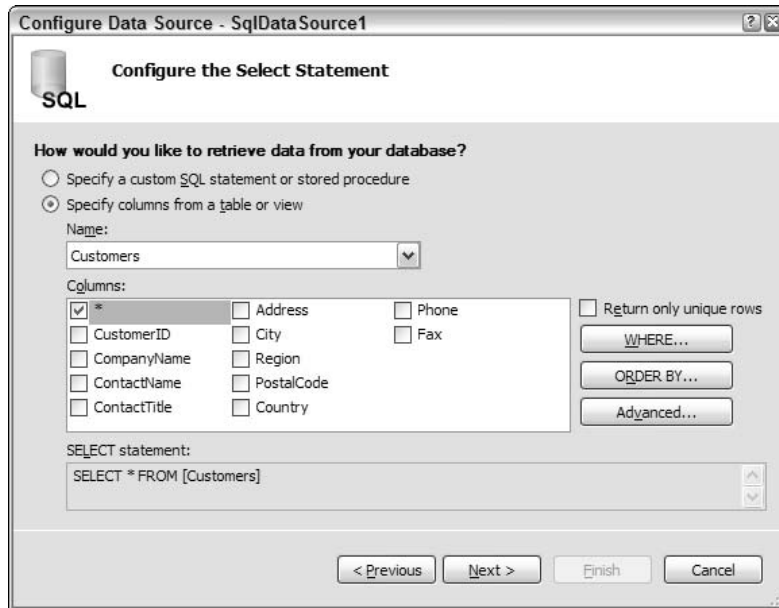 Configure Data Source - SqlDataSource1
SQL
Configure the Select Statement
How would you like to retrieve data from your database?
Specify a custom SQL statement or stored procedure
Specify columns from a table or view
Name:
Customers
Columns:
* Address Phone
CustomerID City Fax
CompanyName Region
ContactName PostalCode
ContactTitle Country
Return only unique rows
WHERE...
ORDER BY...
Advanced...
SELECT statement:
SELECT * FROM [Customers]
< Previous Next > Finish Cancel